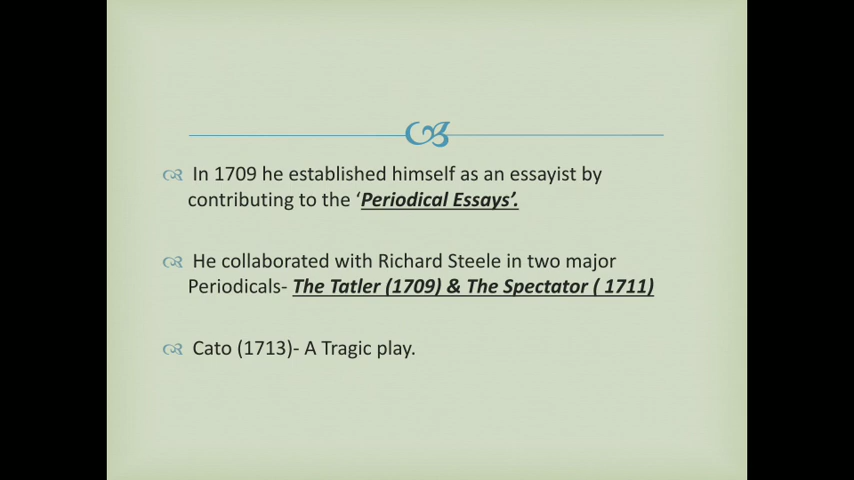 In 1709 he established himself as an essayist by
contributing to the ‘Periodical Essays’.
He collaborated with Richard Steele in two major
Periodicals- The Tatler (1709) & The Spectator ( 1711)
Cato (1713)- A Tragic play.